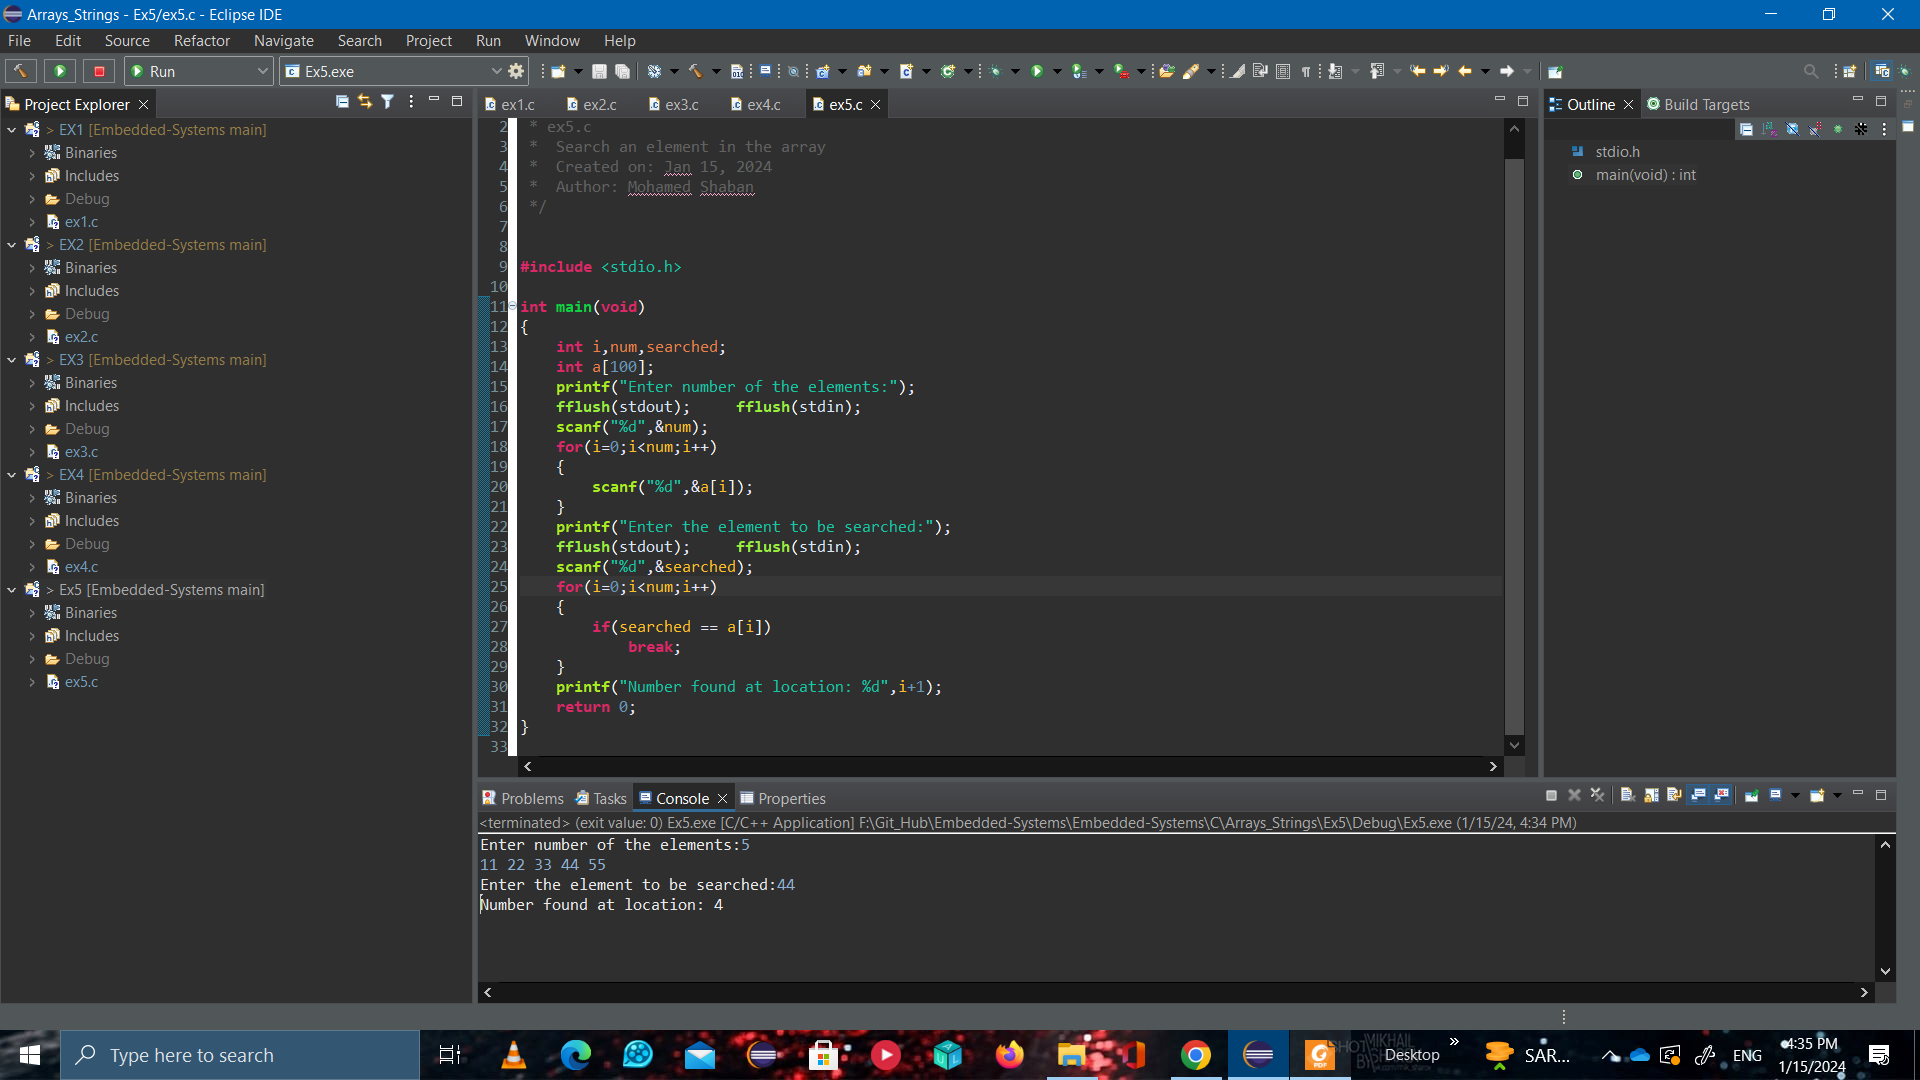 Arrays_Strings - Ex5/ex5.c - Eclipse IDE
File Edit Source Refactor Navigate Search Project Run Window Help
Run Ex5.exe
Project Explorer
> EX1 [Embedded-Systems main]
Binaries
Includes
Debug
ex1.c
> EX2 [Embedded-Systems main]
Binaries
Includes
Debug
ex2.c
> EX3 [Embedded-Systems main]
Binaries
Includes
Debug
ex3.c
> EX4 [Embedded-Systems main]
Binaries
Includes
Debug
ex4.c
> Ex5 [Embedded-Systems main]
Binaries
Includes
Debug
ex5.c
ex1.c ex2.c ex3.c ex4.c ex5.c
2 * ex5.c
3 * Search an element in the array
4 * Created on: Jan 15, 2024
5 * Author: Mohamed Shaban
6 */
7
8
9 #include <stdio.h>
10
11 int main(void)
12 {
13 int i,num,searched;
14 int a[100];
15 printf("Enter number of the elements:");
16 fflush(stdout); fflush(stdin);
17 scanf("%d",&num);
18 for(i=0;i<num;i++)
19 {
20 scanf("%d",&a[i]);
21 }
22 printf("Enter the element to be searched:");
23 fflush(stdout); fflush(stdin);
24 scanf("%d",&searched);
25 for(i=0;i<num;i++)
26 {
27 if(searched == a[i])
28 break;
29 }
30 printf("Number found at location: %d",i+1);
31 return 0;
32 }
33
Outline Build Targets
stdio.h
main(void) : int
Problems Tasks Console Properties
<terminated> (exit value: 0) Ex5.exe [C/C++ Application] F:\Git_Hub\Embedded-Systems\Embedded-Systems\C\Arrays_Strings\Ex5\Debug\Ex5.exe (1/15/24, 4:34 PM)
Enter number of the elements:5
11 22 33 44 55
Enter the element to be searched:44
Number found at location: 4
Type here to search
Desktop
SAR...
ENG
4:35 PM
1/15/2024